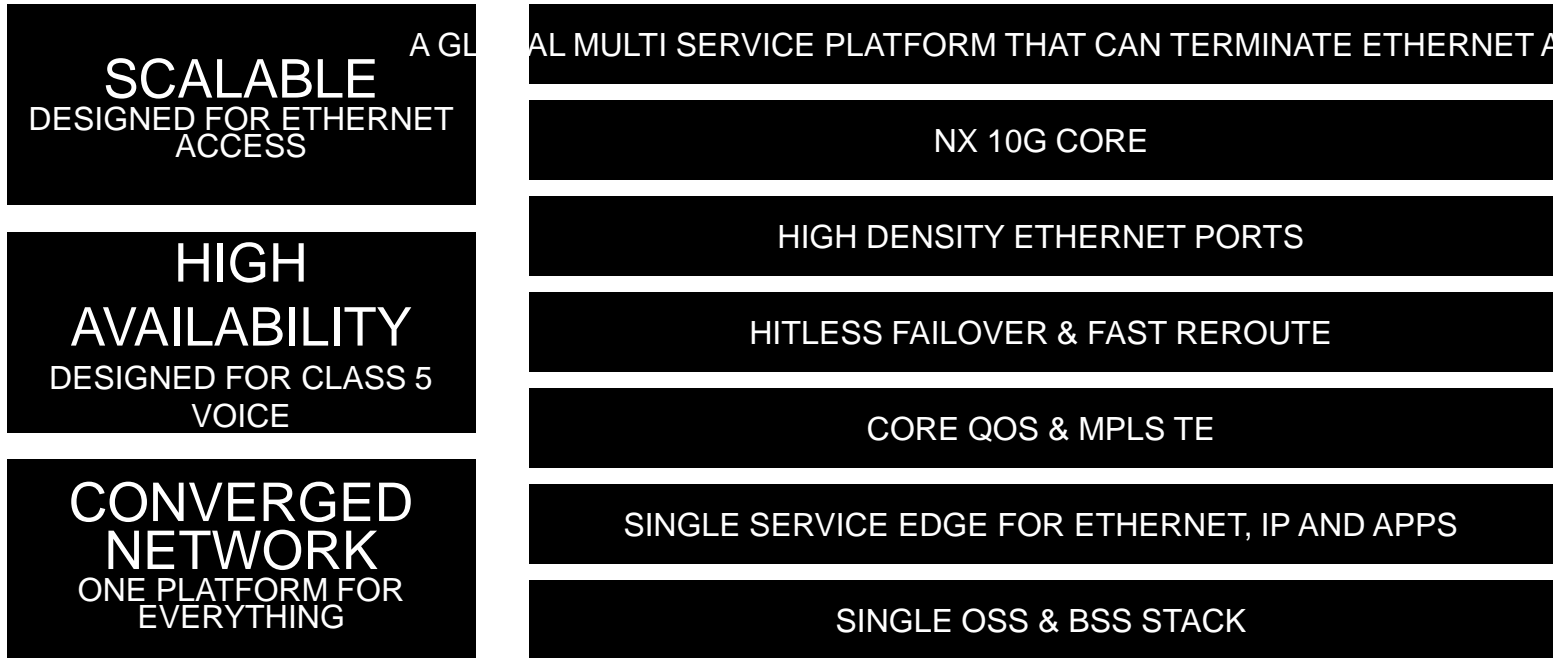 SCALABLE
DESIGNED FOR ETHERNET
ACCESS
HIGH
AVAILABILITY
DESIGNED FOR CLASS 5
VOICE
CONVERGED
NETWORK
ONE PLATFORM FOR
EVERYTHING
A GL AL MULTI SERVICE PLATFORM THAT CAN TERMINATE ETHERNET A
NX 10G CORE
HIGH DENSITY ETHERNET PORTS
HITLESS FAILOVER & FAST REROUTE
CORE QOS & MPLS TE
SINGLE SERVICE EDGE FOR ETHERNET, IP AND APPS
SINGLE OSS & BSS STACK